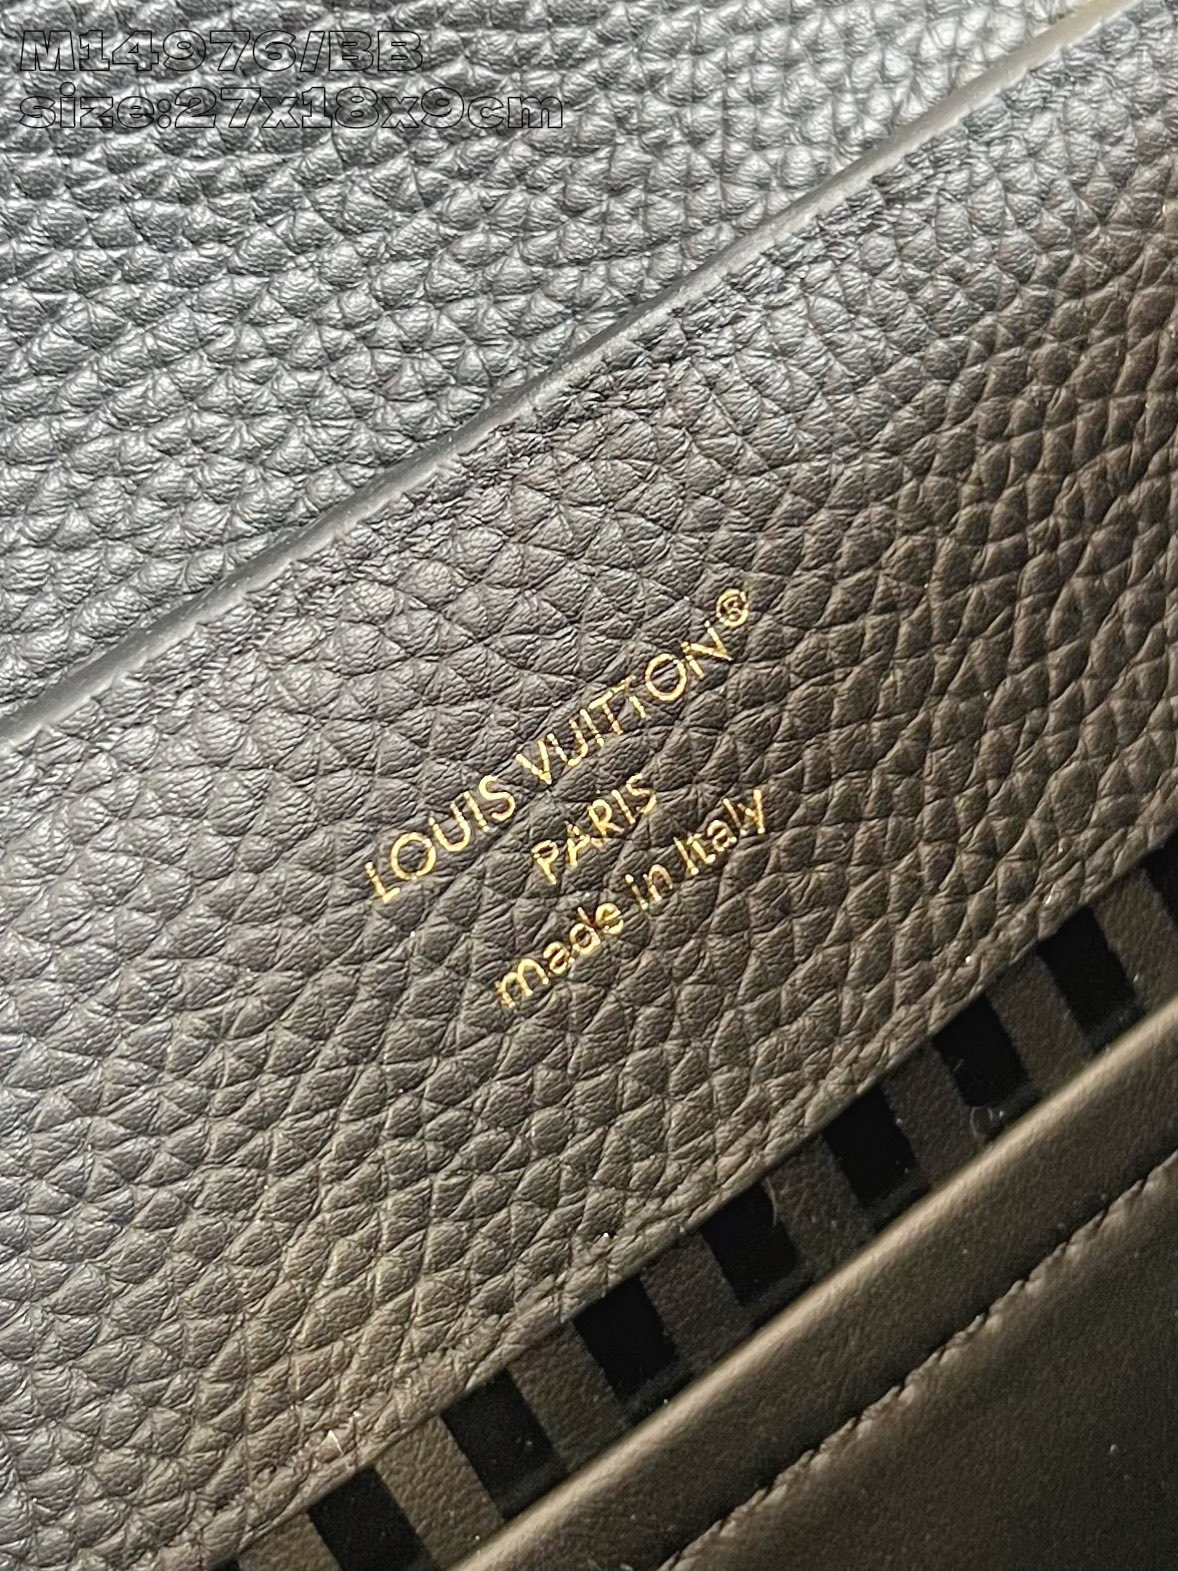 M14976/BB
size:27x18x9cm
LOUIS VUITTON®
PARIS
made in Italy